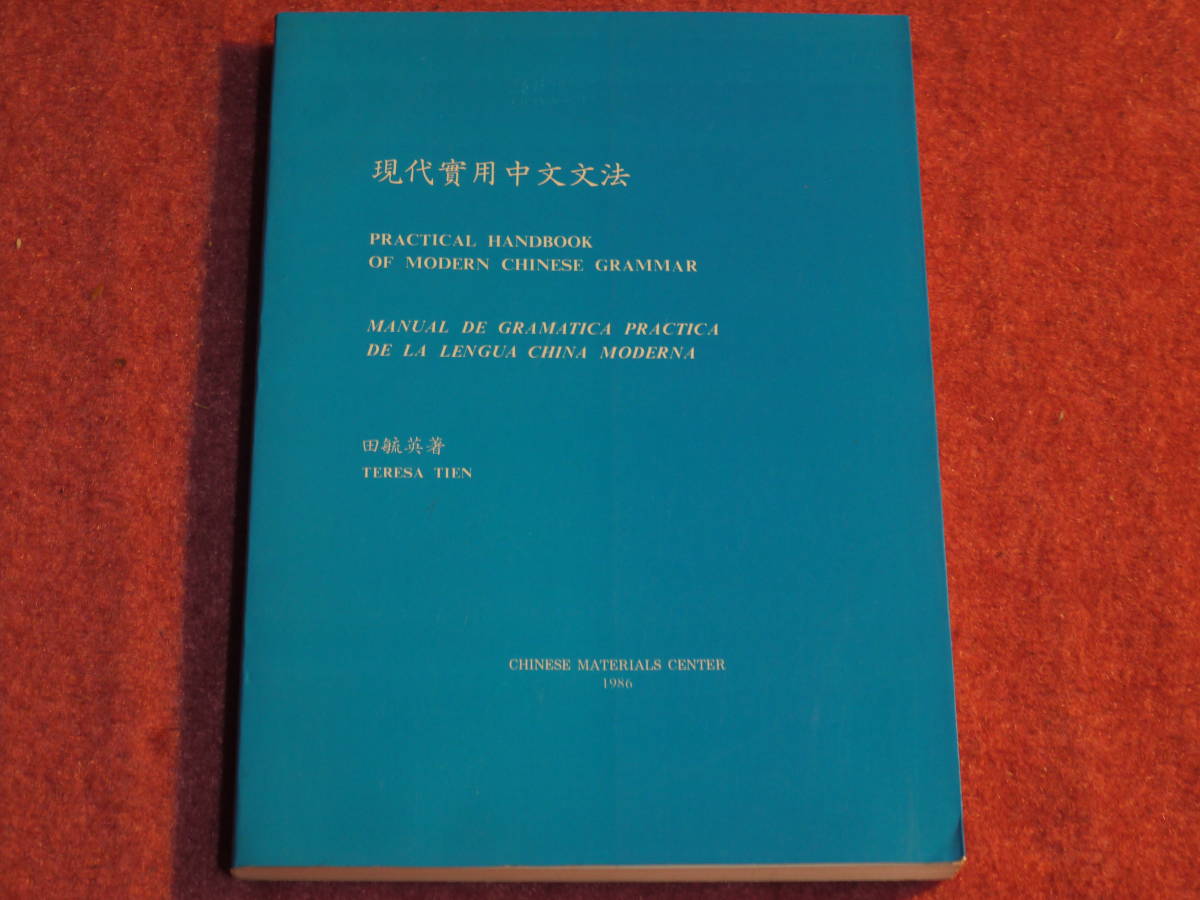 現代實用中文文法
PRACTICAL HANDBOOK
OF MODERN CHINESE GRAMMAR
MANUAL DE GRAMATICA PRACTICA
DE LA LENGUA CHINA MODERNA
田毓英著
TERESA TIEN
CHINESE MATERIALS CENTER
1986